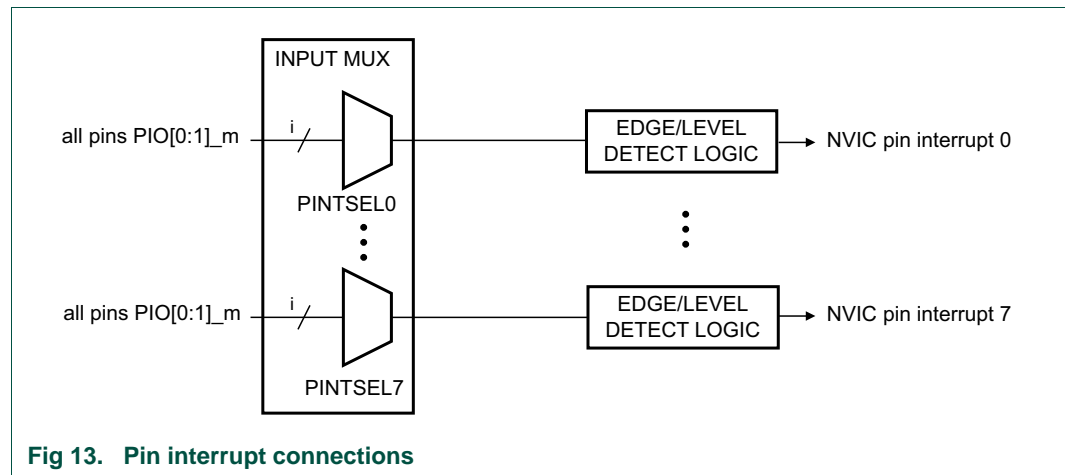 INPUT MUX
all pins PIO[0:1]_m
i
PINTSEL0
EDGE/LEVEL
DETECT LOGIC
NVIC pin interrupt 0
all pins PIO[0:1]_m
i
PINTSEL7
EDGE/LEVEL
DETECT LOGIC
NVIC pin interrupt 7
Fig 13. Pin interrupt connections